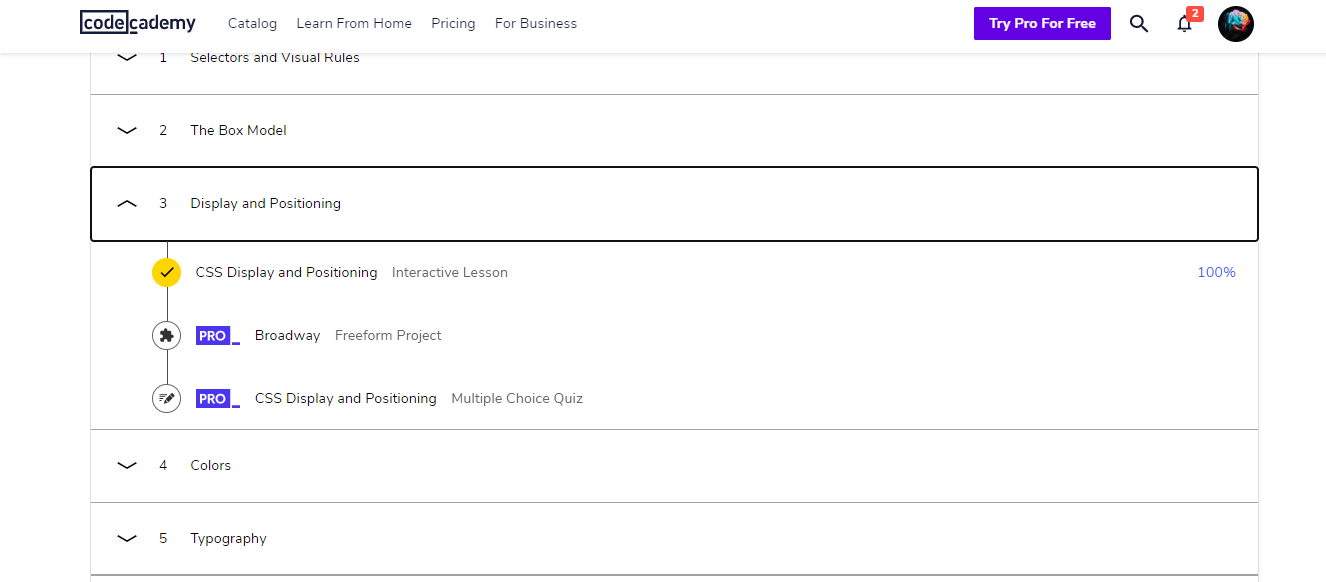 codecademy Catalog Learn From Home Pricing For Business Try Pro For Free 2
1 Selectors and Visual Rules
2 The Box Model
3 Display and Positioning
CSS Display and Positioning Interactive Lesson 100%
PRO_ Broadway Freeform Project
PRO_ CSS Display and Positioning Multiple Choice Quiz
4 Colors
5 Typography